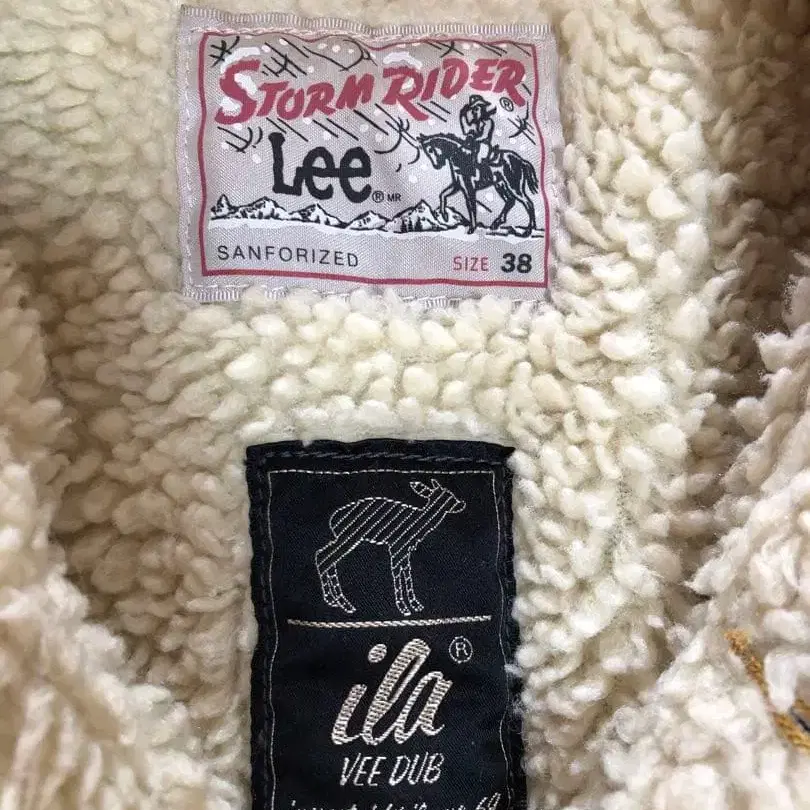 STORM RIDER ®
Lee ® MR
SANFORIZED SIZE 38
ila ®
VEE DUB